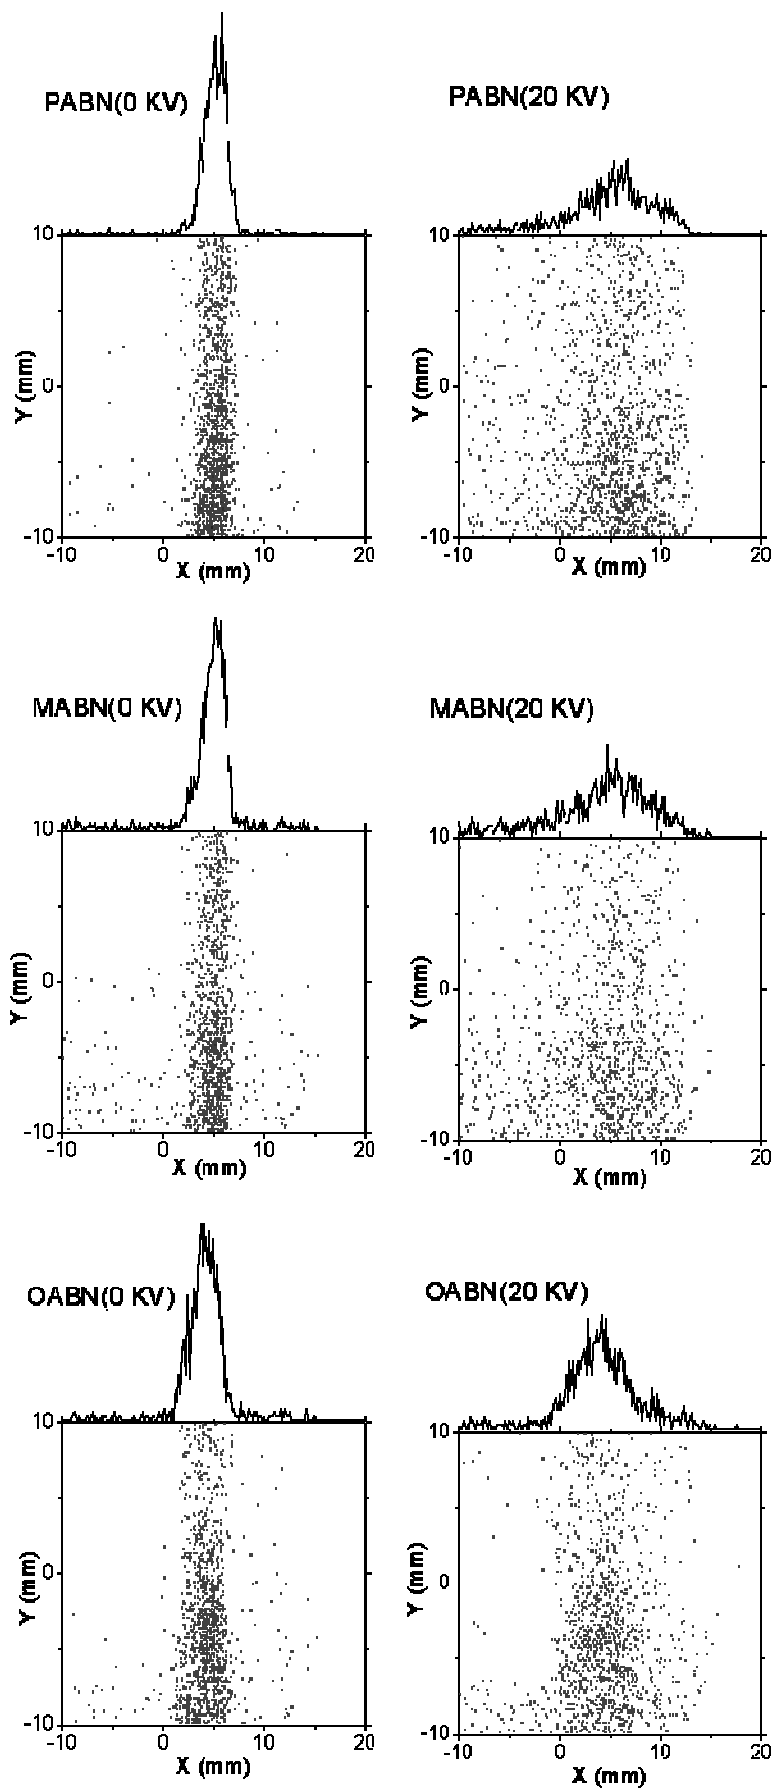 PABN(0 KV)
PABN(20 KV)
10
10
Y (mm)
Y (mm)
0
0
-10
-10
-10 0 10 20
-10 0 10 20
X (mm)
X (mm)
MABN(0 KV)
MABN(20 KV)
10
10
Y (mm)
Y (mm)
0
0
-10
-10
-10 0 10 20
-10 0 10 20
X (mm)
X (mm)
OABN(0 KV)
OABN(20 KV)
10
10
Y (mm)
Y (mm)
0
0
-10
-10
-10 0 10 20
-10 0 10 20
X (mm)
X (mm)